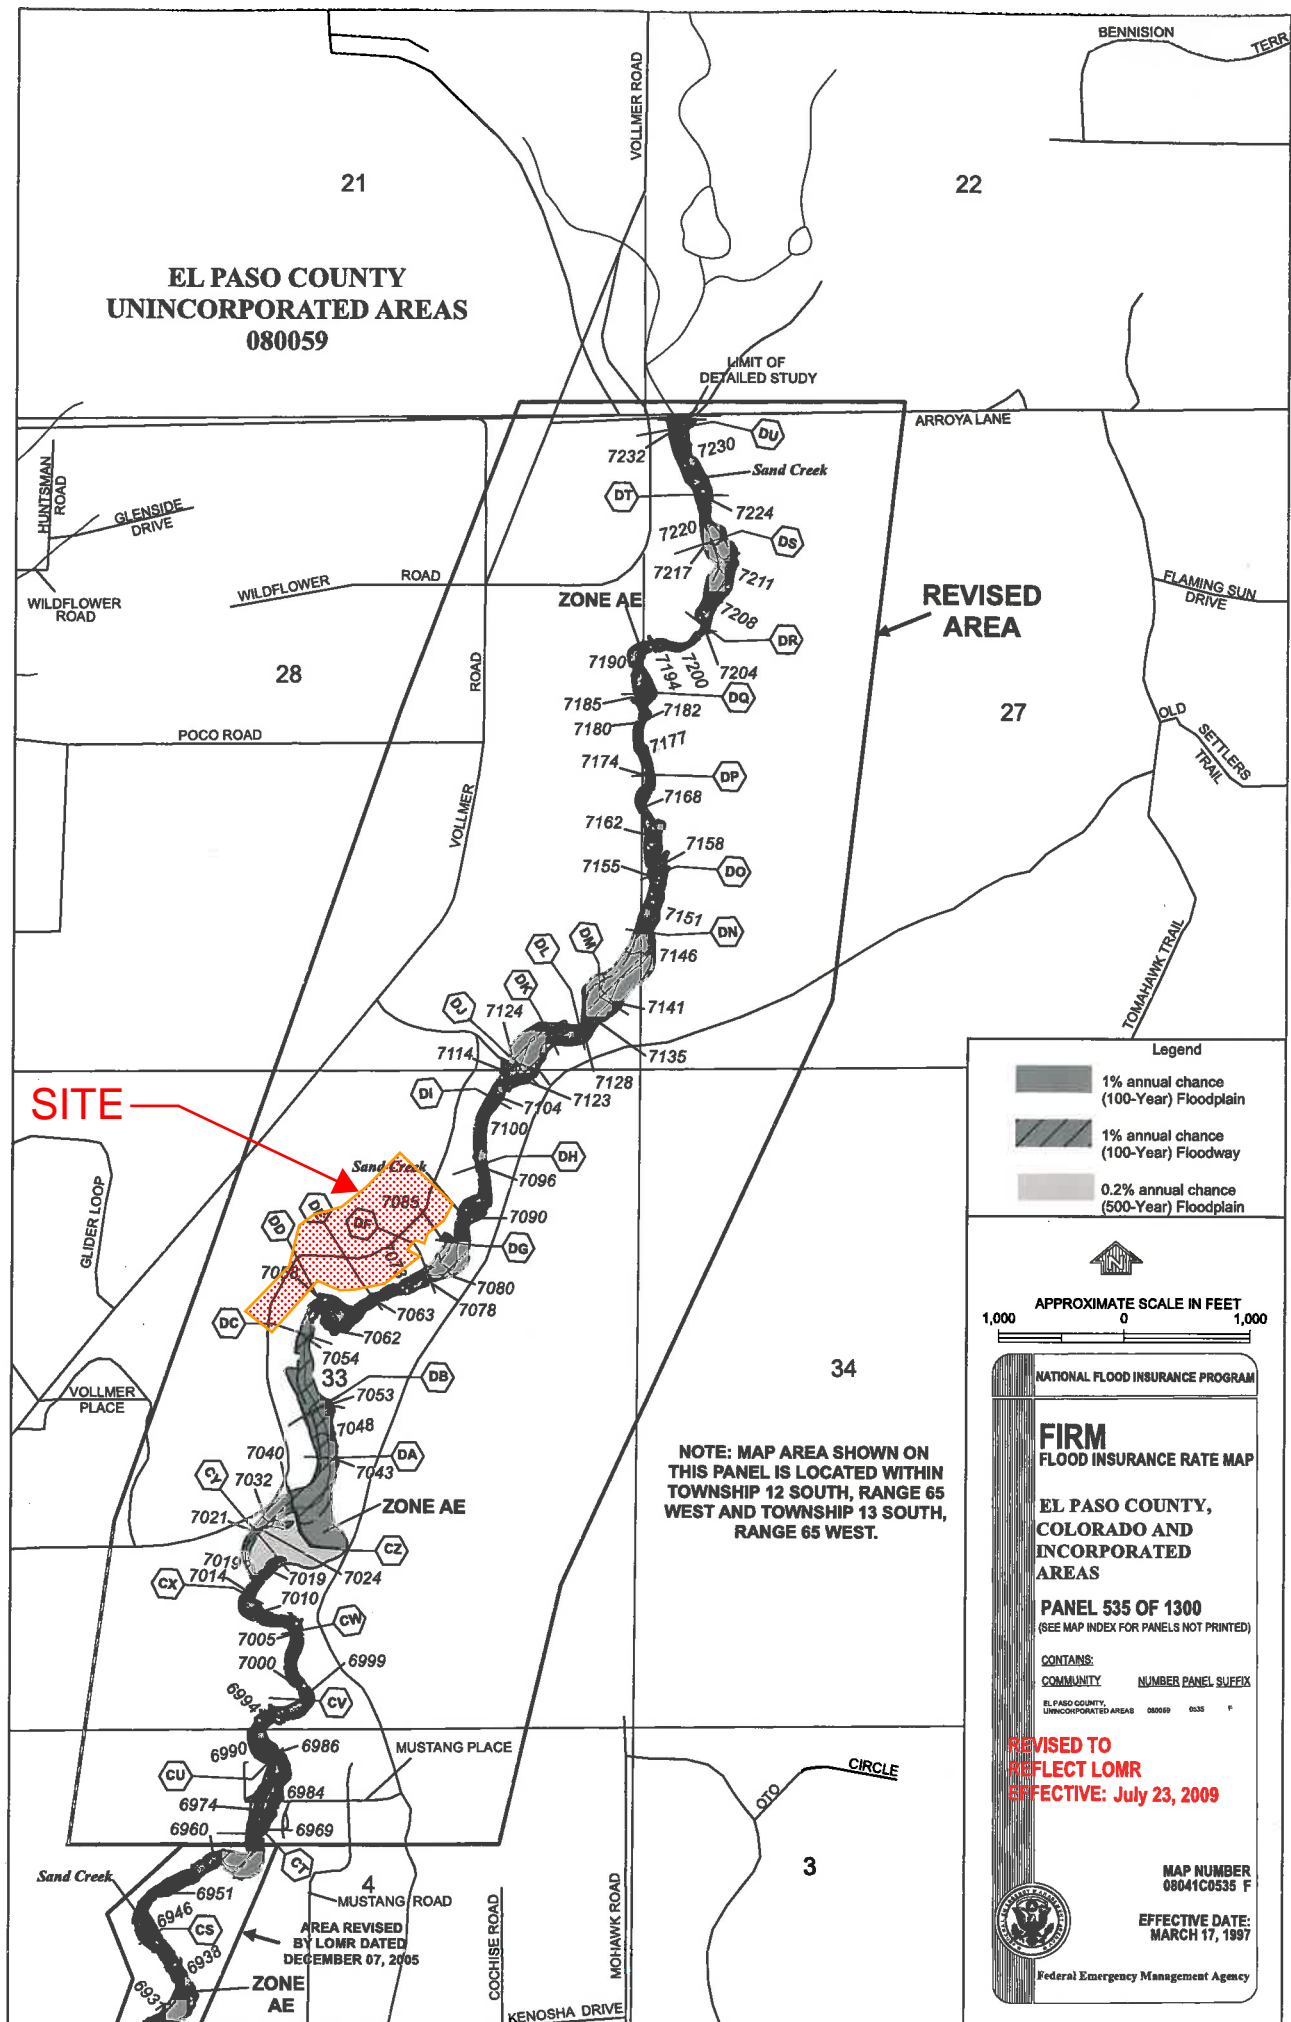 BENNISION
TERR
VOLLMER ROAD
21
22
EL PASO COUNTY
UNINCORPORATED AREAS
080059
LIMIT OF
DETAILED STUDY
ARROYA LANE
DU
7232
7230
Sand Creek
HUNTSMAN
ROAD
GLENSIDE
DRIVE
DT
7224
7220
DS
7217
7211
WILDFLOWER
ROAD
WILDFLOWER
ROAD
ZONE AE
REVISED
AREA
FLAMING SUN
DRIVE
7208
DR
7204
7190
7194
7200
28
ROAD
7185
DQ
7182
7180
27
OLD
SETTLERS
TRAIL
POCO ROAD
7177
7174
DP
7168
VOLLMER
7162
7158
7155
DO
7151
DN
DM
DL
7146
TOMAHAWK TRAIL
DK
7141
DJ
7124
7135
7114
7128
7123
Legend
1% annual chance
(100-Year) Floodplain
1% annual chance
(100-Year) Floodway
0.2% annual chance
(500-Year) Floodplain
SITE
DI
7104
7100
Sand Creek
DH
7096
GLIDER LOOP
7085
7090
DD
DF
DG
7080
7078
7063
DC
7062
7054
N
APPROXIMATE SCALE IN FEET
1,000
0
1,000
33
34
DB
7053
VOLLMER
PLACE
7048
7040
DA
7043
CY
7032
ZONE AE
7021
CZ
7019
7019
7024
CX
7014
7010
CW
7005
7000
6999
NOTE: MAP AREA SHOWN ON
THIS PANEL IS LOCATED WITHIN
TOWNSHIP 12 SOUTH, RANGE 65
WEST AND TOWNSHIP 13 SOUTH,
RANGE 65 WEST.
NATIONAL FLOOD INSURANCE PROGRAM
FIRM
FLOOD INSURANCE RATE MAP
EL PASO COUNTY,
COLORADO AND
INCORPORATED
AREAS
PANEL 535 OF 1300
(SEE MAP INDEX FOR PANELS NOT PRINTED)
CONTAINS:
COMMUNITY NUMBER PANEL SUFFIX
EL PASO COUNTY,
UNINCORPORATED AREAS 080059 0535 F
REVISED TO
REFLECT LOMR
EFFECTIVE: July 23, 2009
MAP NUMBER
08041C0535 F
EFFECTIVE DATE:
MARCH 17, 1997
Federal Emergency Management Agency
6994
CV
6990
6986
MUSTANG PLACE
CU
6984
6974
6960
6969
OTO
CIRCLE
CT
Sand Creek
4
3
6951
MUSTANG ROAD
6946
CS
AREA REVISED
BY LOMR DATED
DECEMBER 07, 2005
6938
COCHISE ROAD
MOHAWK ROAD
ZONE
AE
6937
KENOSHA DRIVE